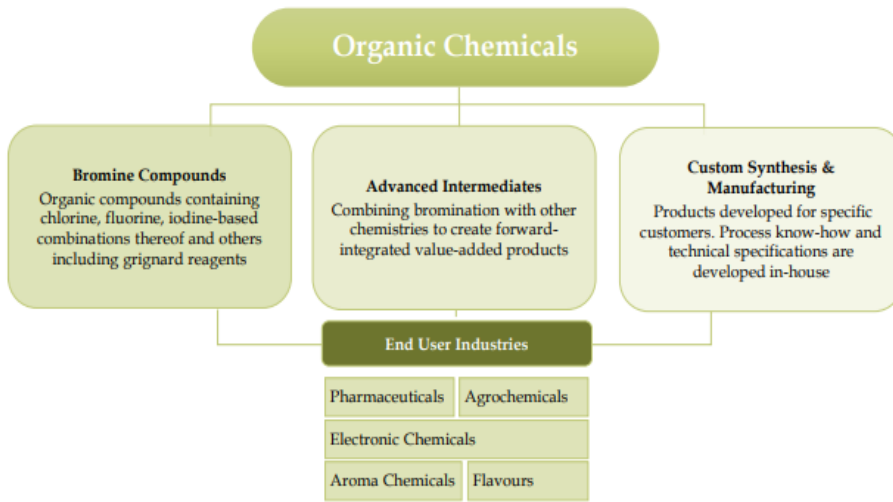 Organic Chemicals
Bromine Compounds
Organic compounds containing
chlorine, fluorine, iodine-based
combinations thereof and others
including grignard reagents
Advanced Intermediates
Combining bromination with other
chemistries to create forward-
integrated value-added products
Custom Synthesis &
Manufacturing
Products developed for specific
customers. Process know-how and
technical specifications are
developed in-house
End User Industries
Pharmaceuticals
Agrochemicals
Electronic Chemicals
Aroma Chemicals
Flavours